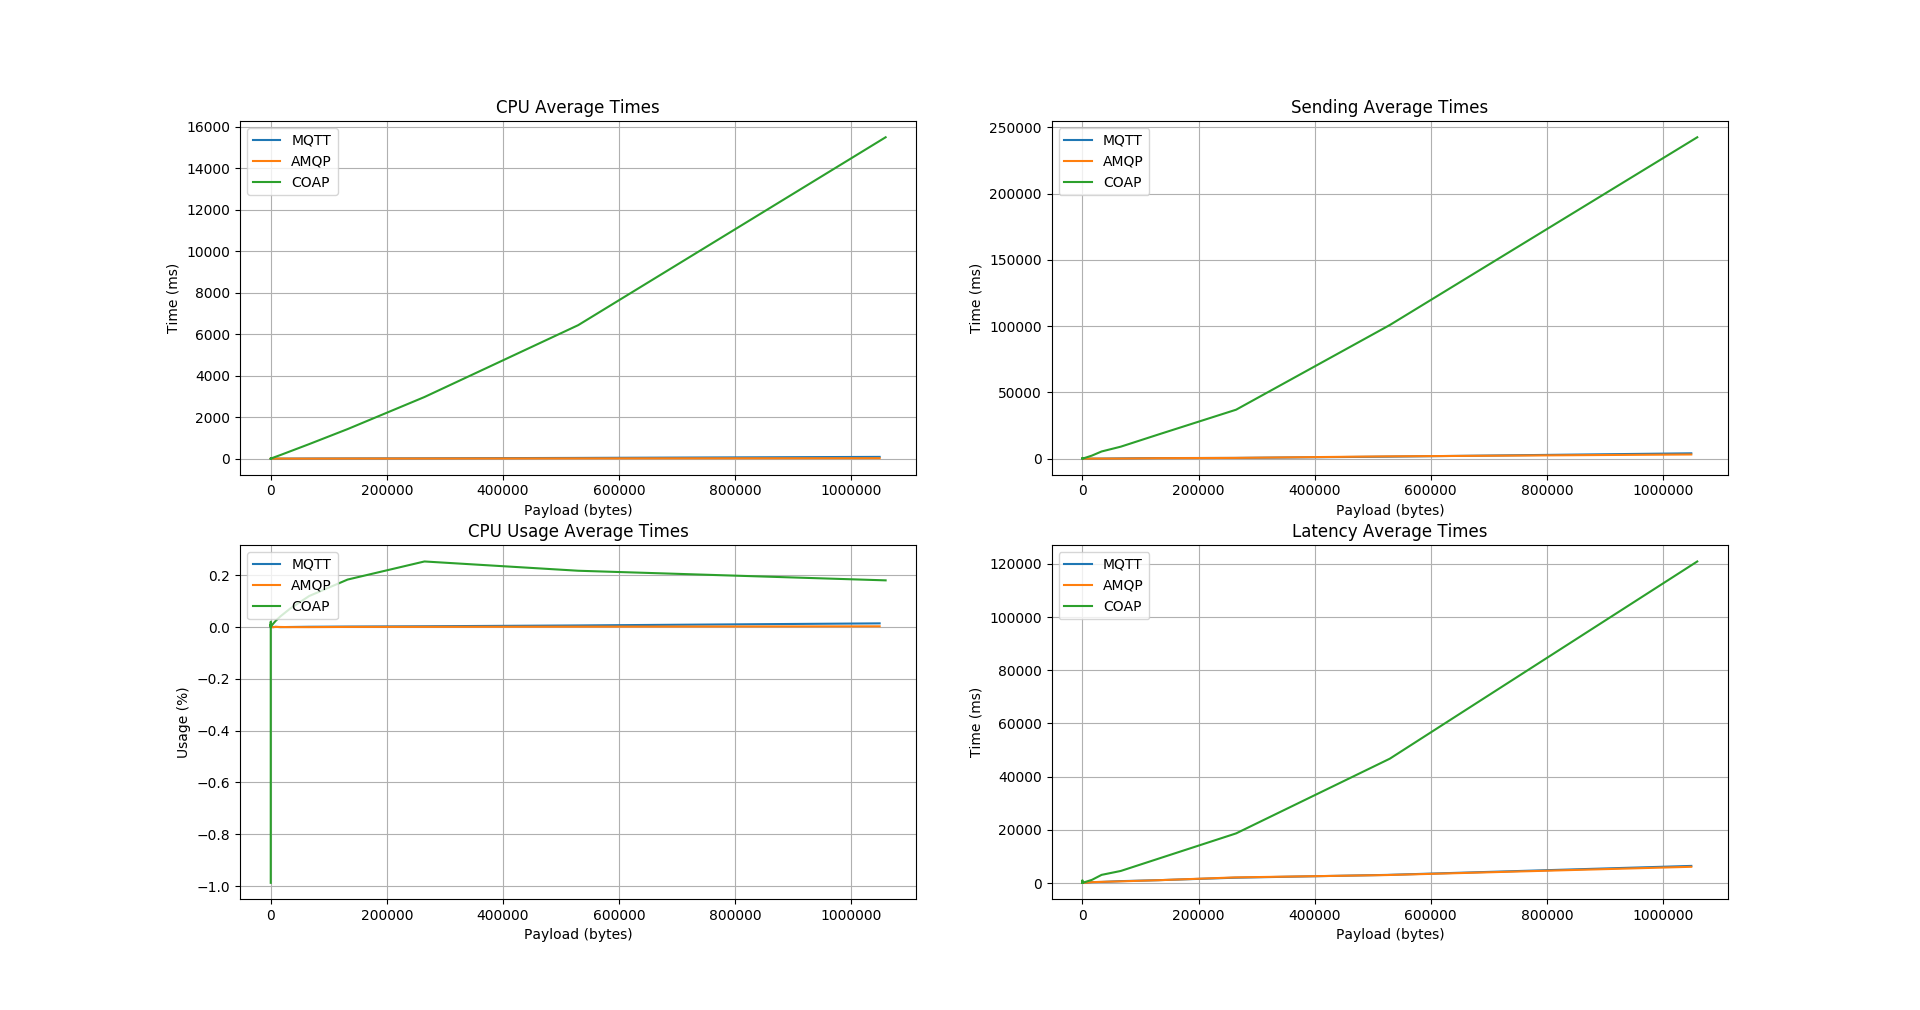 CPU Average Times
16000
14000
12000
10000
8000
6000
4000
2000
0
Time (ms)
MQTT
AMQP
COAP
0 200000 400000 600000 800000 1000000
Payload (bytes)
Sending Average Times
250000
200000
150000
100000
50000
0
Time (ms)
MQTT
AMQP
COAP
0 200000 400000 600000 800000 1000000
Payload (bytes)
CPU Usage Average Times
0.2
0.0
−0.2
−0.4
−0.6
−0.8
−1.0
Usage (%)
MQTT
AMQP
COAP
0 200000 400000 600000 800000 1000000
Payload (bytes)
Latency Average Times
120000
100000
80000
60000
40000
20000
0
Time (ms)
MQTT
AMQP
COAP
0 200000 400000 600000 800000 1000000
Payload (bytes)